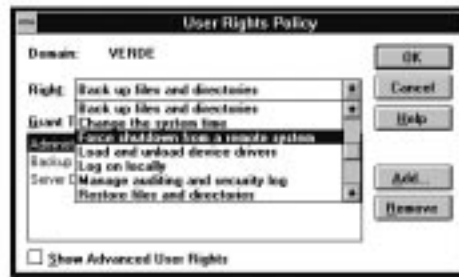 User Rights Policy
Domain: VERDE
OK
Right: Back up files and directories
Cancel
Back up files and directories
Grant T
Change the system time
Help
Force shutdown from a remote system
Load and unload device drivers
Backup
Log on locally
Server
Manage auditing and security log
Add...
Restore files and directories
Remove
Show Advanced User Rights